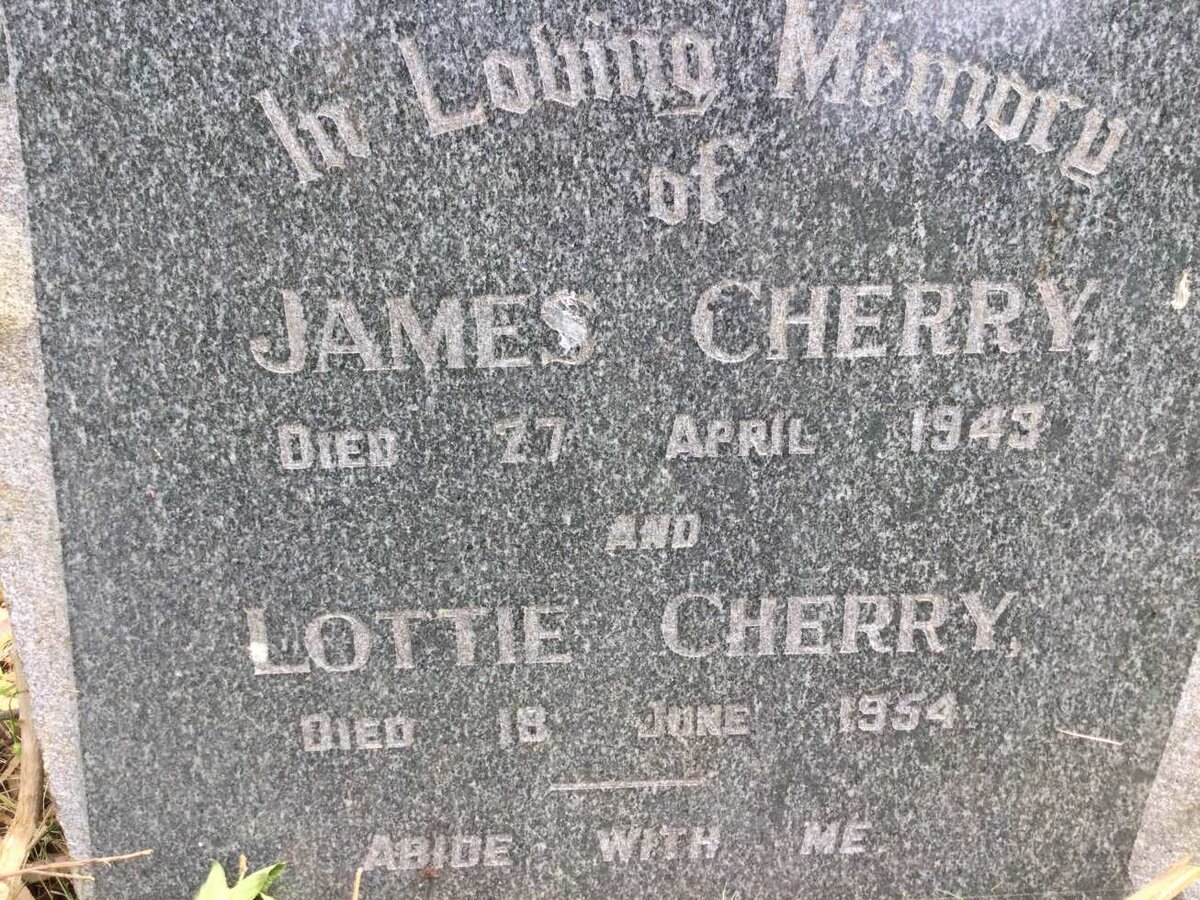 In Loving Memory
of
JAMES CHERRY,
DIED 27 APRIL 1943
AND
LOTTIE CHERRY,
DIED 18 JUNE 1954
ABIDE WITH ME